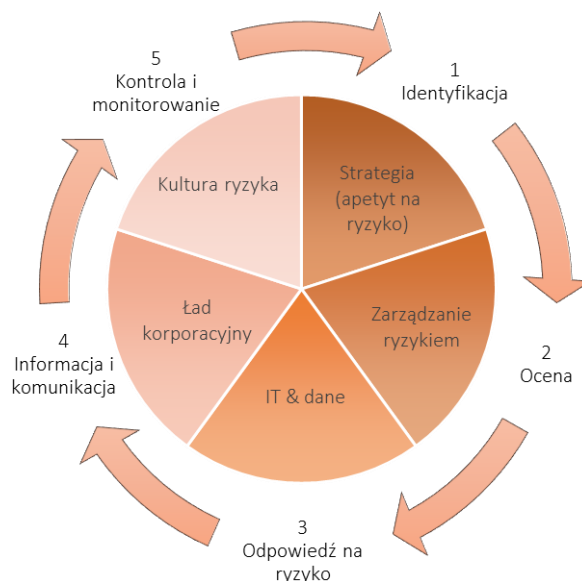 1
Identyfikacja
2
Ocena
3
Odpowiedź na
ryzyko
4
Informacja i
komunikacja
5
Kontrola i
monitorowanie
Strategia
(apetyt na
ryzyko)
Zarządzanie
ryzykiem
IT & dane
Ład
korporacyjny
Kultura ryzyka